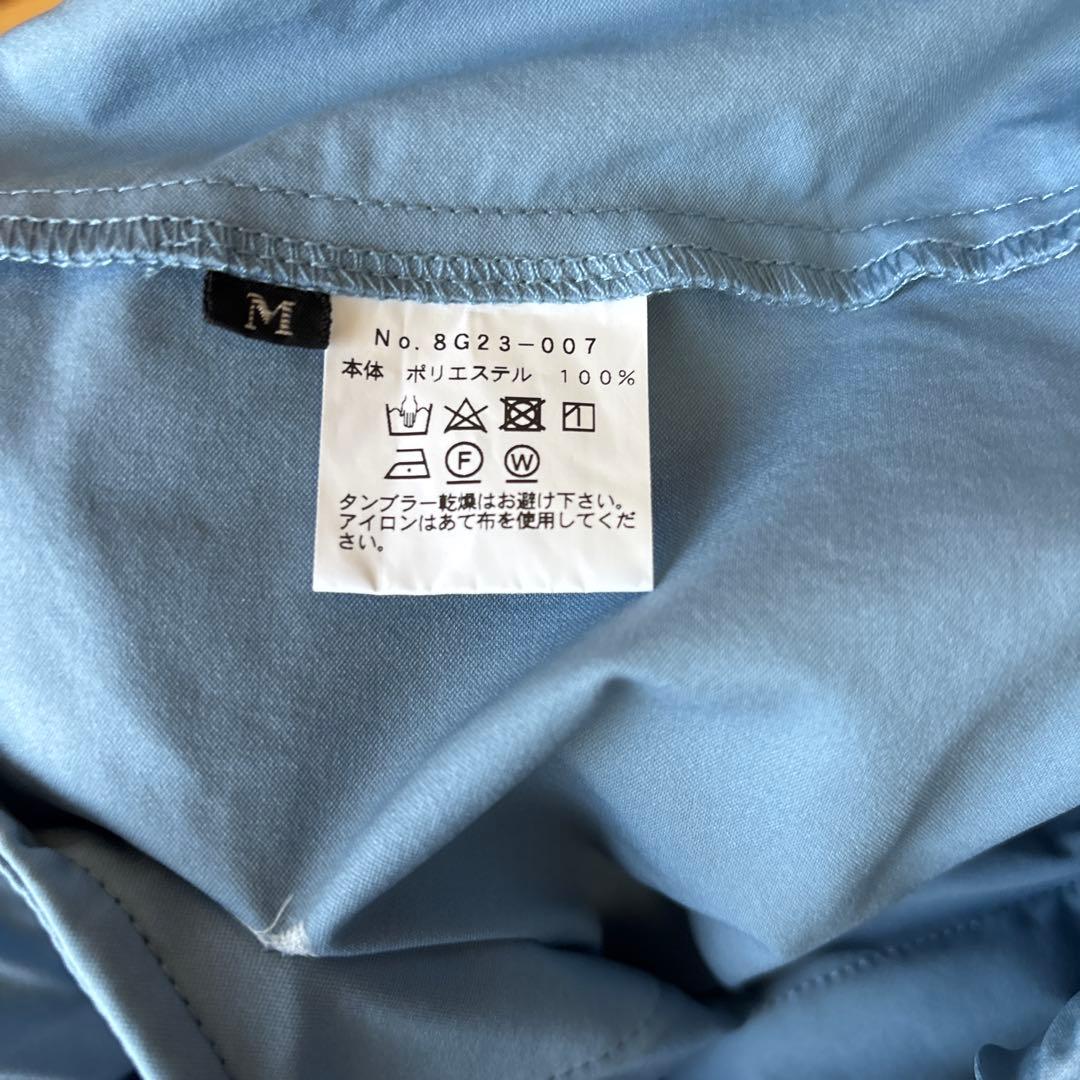 M
No. 8G23-007
本体 ポリエステル 100%
F W
タンブラー乾燥はお避け下さい。
アイロンはあて布を使用してくだ
さい。